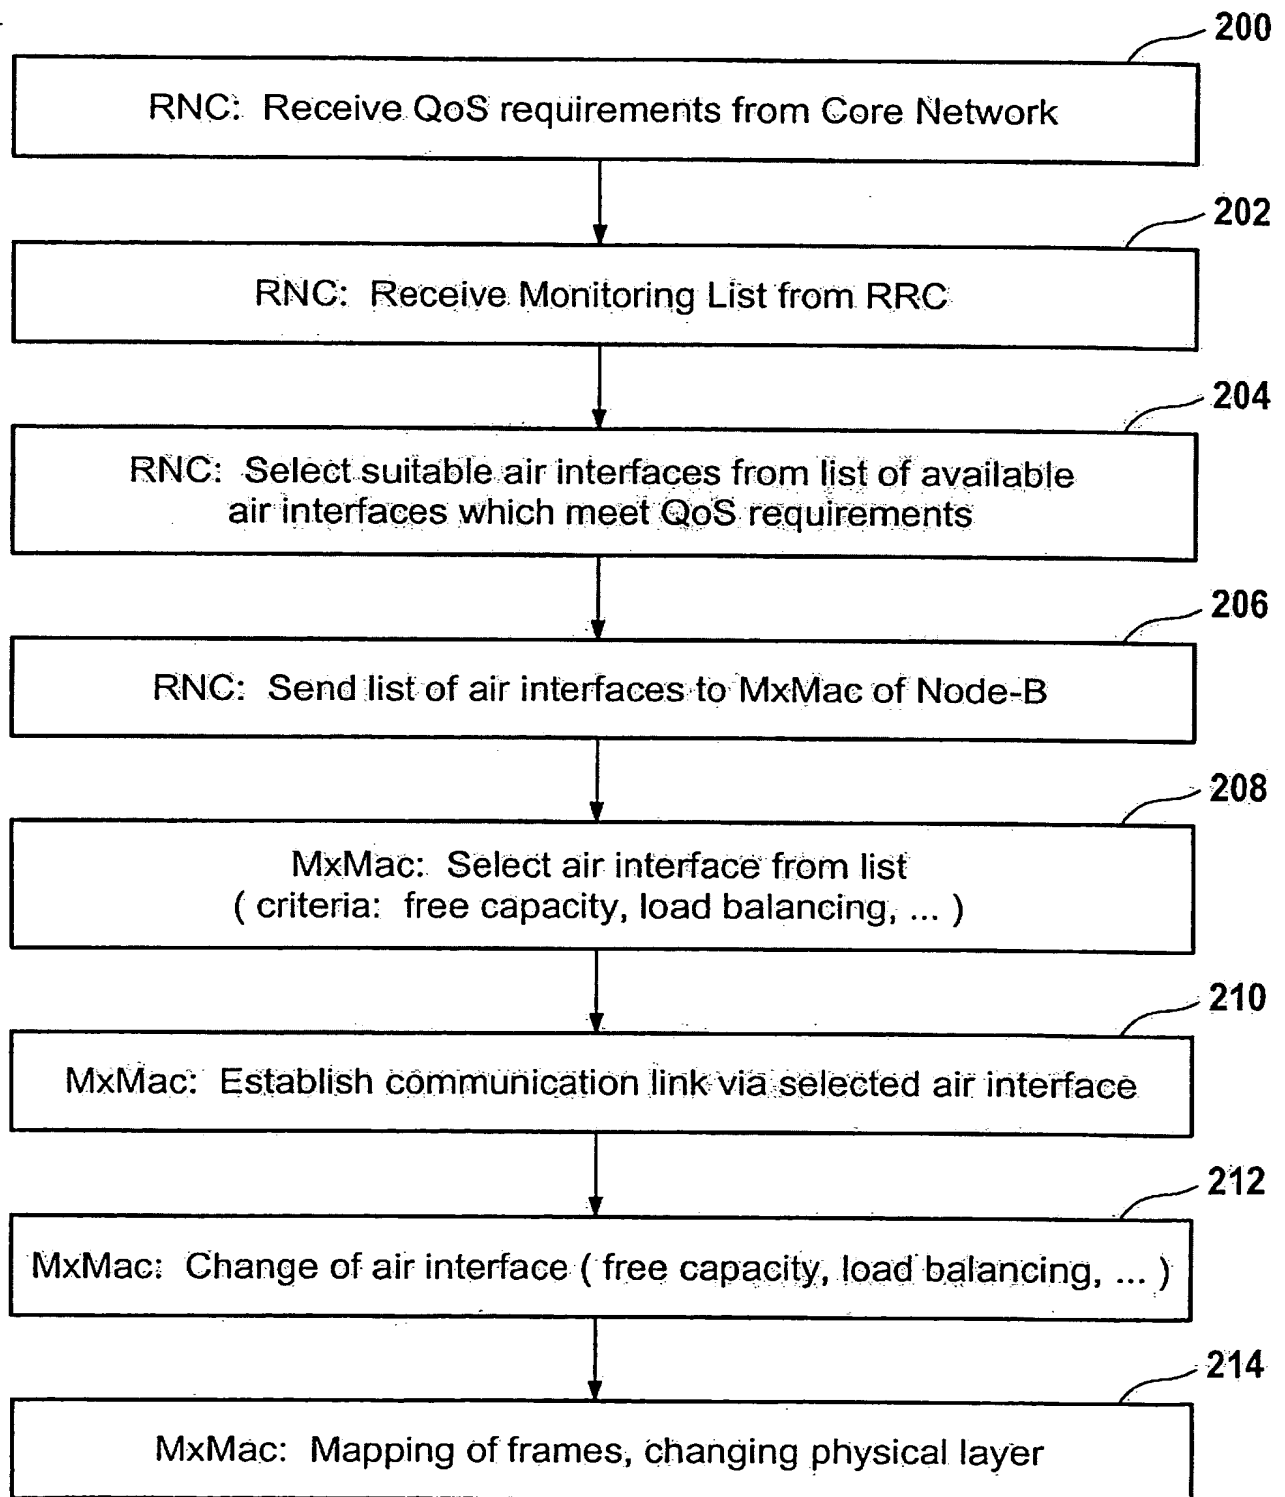 200
RNC: Receive QoS requirements from Core Network
202
RNC: Receive Monitoring List from RRC
204
RNC: Select suitable air interfaces from list of available
air interfaces which meet QoS requirements
206
RNC: Send list of air interfaces to MxMac of Node-B
208
MxMac: Select air interface from list
( criteria: free capacity, load balancing, ... )
210
MxMac: Establish communication link via selected air interface
212
MxMac: Change of air interface ( free capacity, load balancing, ... )
214
MxMac: Mapping of frames, changing physical layer